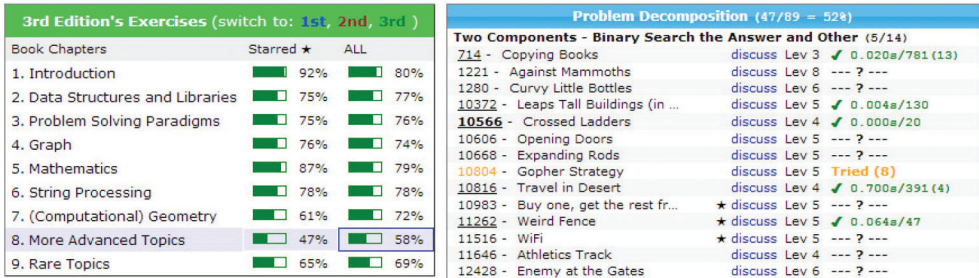 3rd Edition's Exercises (switch to: 1st, 2nd, 3rd )
Book Chapters Starred ★ ALL
1. Introduction 92% 80%
2. Data Structures and Libraries 75% 77%
3. Problem Solving Paradigms 75% 76%
4. Graph 76% 74%
5. Mathematics 87% 79%
6. String Processing 78% 78%
7. (Computational) Geometry 61% 72%
8. More Advanced Topics 47% 58%
9. Rare Topics 65% 69%
Problem Decomposition (47/89 = 52%)
Two Components - Binary Search the Answer and Other (5/14)
714 - Copying Books discuss Lev 3 ✔ 0.020s/781(13)
1221 - Against Mammoths discuss Lev 8 --- ? ---
1280 - Curvy Little Bottles discuss Lev 6 --- ? ---
10372 - Leaps Tall Buildings (in ... discuss Lev 5 ✔ 0.004s/130
10566 - Crossed Ladders discuss Lev 4 ✔ 0.000s/20
10606 - Opening Doors discuss Lev 5 --- ? ---
10668 - Expanding Rods discuss Lev 5 --- ? ---
10804 - Gopher Strategy discuss Lev 5 Tried (8)
10816 - Travel in Desert discuss Lev 4 ✔ 0.700s/391(4)
10983 - Buy one, get the rest fr... ★ discuss Lev 5 --- ? ---
11262 - Weird Fence ★ discuss Lev 5 ✔ 0.064s/47
11516 - WiFi ★ discuss Lev 5 --- ? ---
11646 - Athletics Track discuss Lev 4 --- ? ---
12428 - Enemy at the Gates discuss Lev 6 --- ? ---